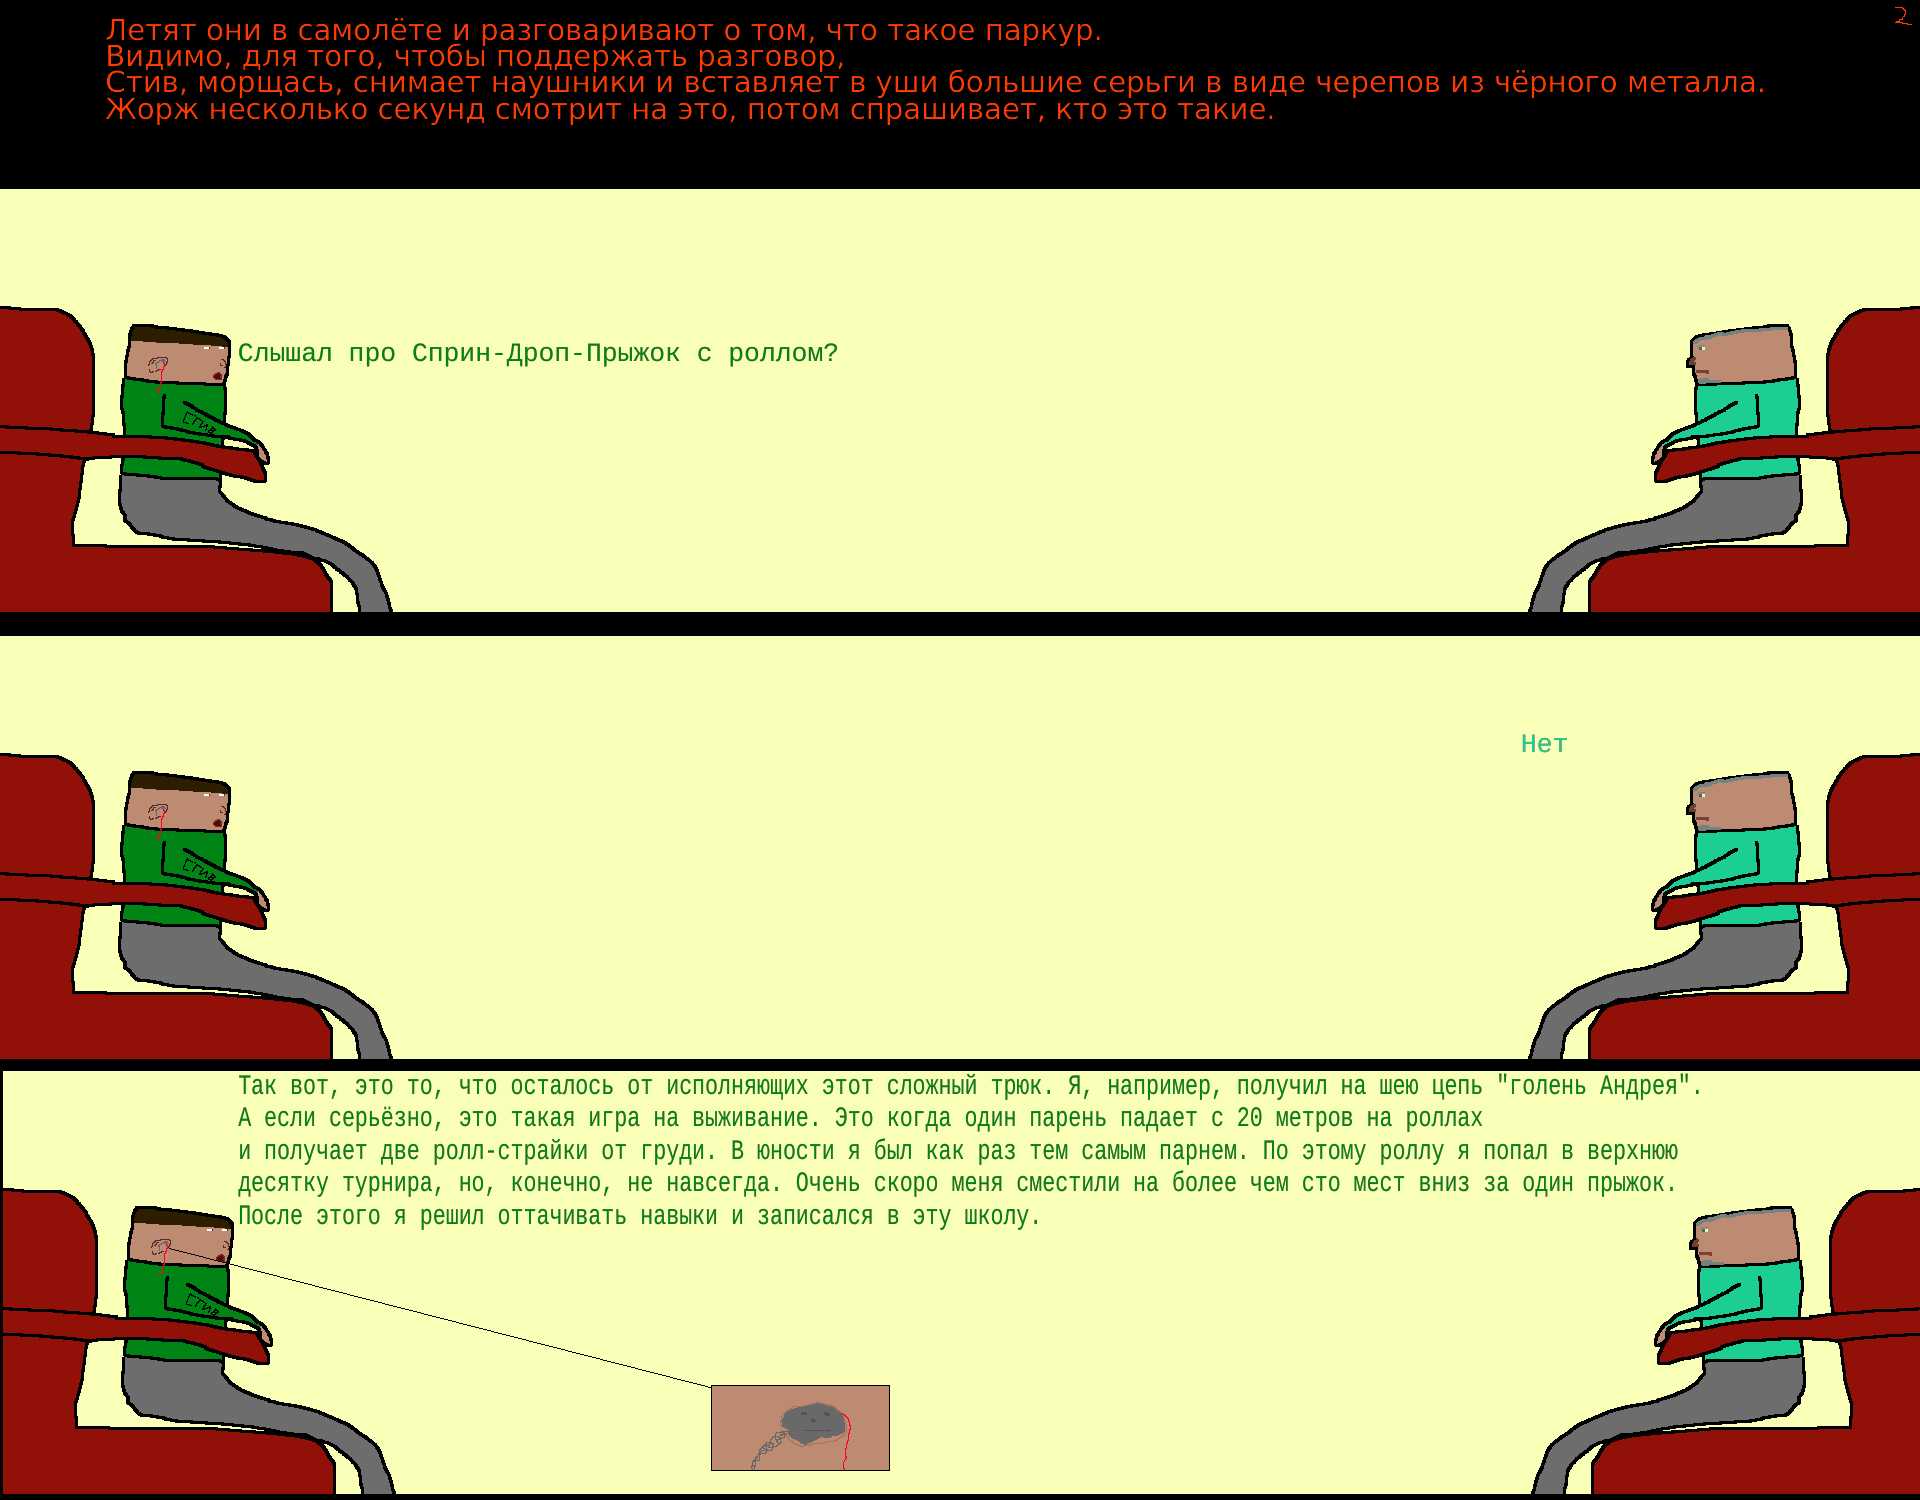 2
Летят они в самолёте и разговаривают о том, что такое паркур.
Видимо, для того, чтобы поддержать разговор,
Стив, морщась, снимает наушники и вставляет в уши большие серьги в виде черепов из чёрного металла.
Жорж несколько секунд смотрит на это, потом спрашивает, кто это такие.
Слышал про Сприн-Дроп-Прыжок с роллом?
СТИВ
Нет
СТИВ
Так вот, это то, что осталось от исполняющих этот сложный трюк. Я, например, получил на шею цепь "голень Андрея".
А если серьёзно, это такая игра на выживание. Это когда один парень падает с 20 метров на роллах
и получает две ролл-страйки от груди. В юности я был как раз тем самым парнем. По этому роллу я попал в верхнюю
десятку турнира, но, конечно, не навсегда. Очень скоро меня сместили на более чем сто мест вниз за один прыжок.
После этого я решил оттачивать навыки и записался в эту школу.
СТИВ